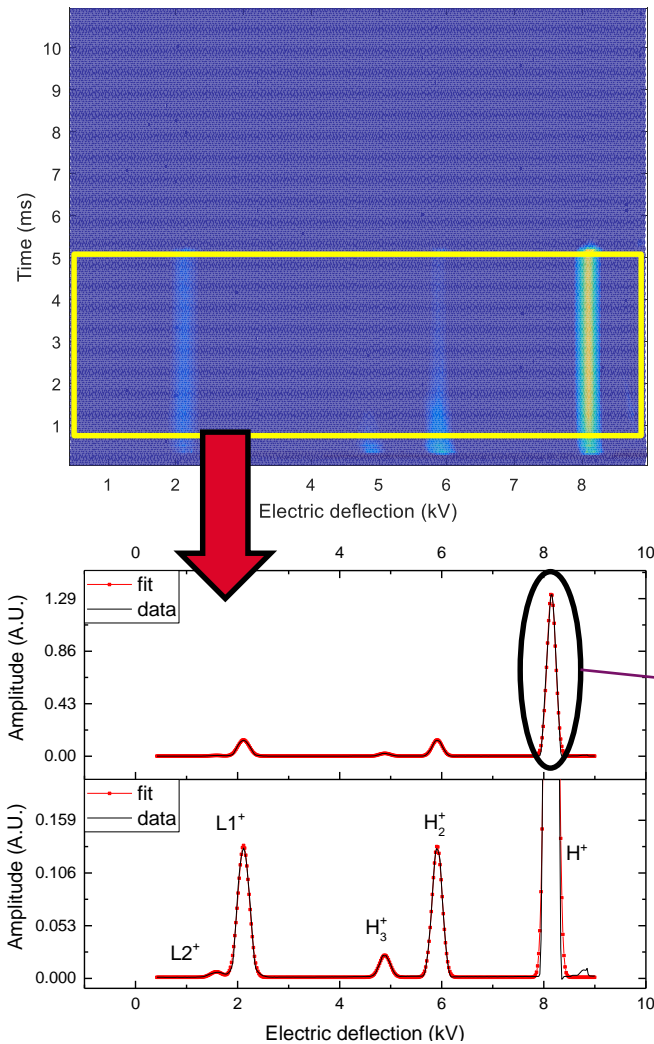 10
9
8
7
6
5
4
3
2
1
Time (ms)
1 2 4 5 6 7 8
Electric deflection (kV)
0 2 4 6 8 10
fit
data
1.29
0.86
0.43
0.00
Amplitude (A.U.)
fit
data
0.159
0.106
0.053
0.000
Amplitude (A.U.)
L1⁺
H₂⁺
H⁺
H₃⁺
L2⁺
0 2 4 6 8 10
Electric deflection (kV)